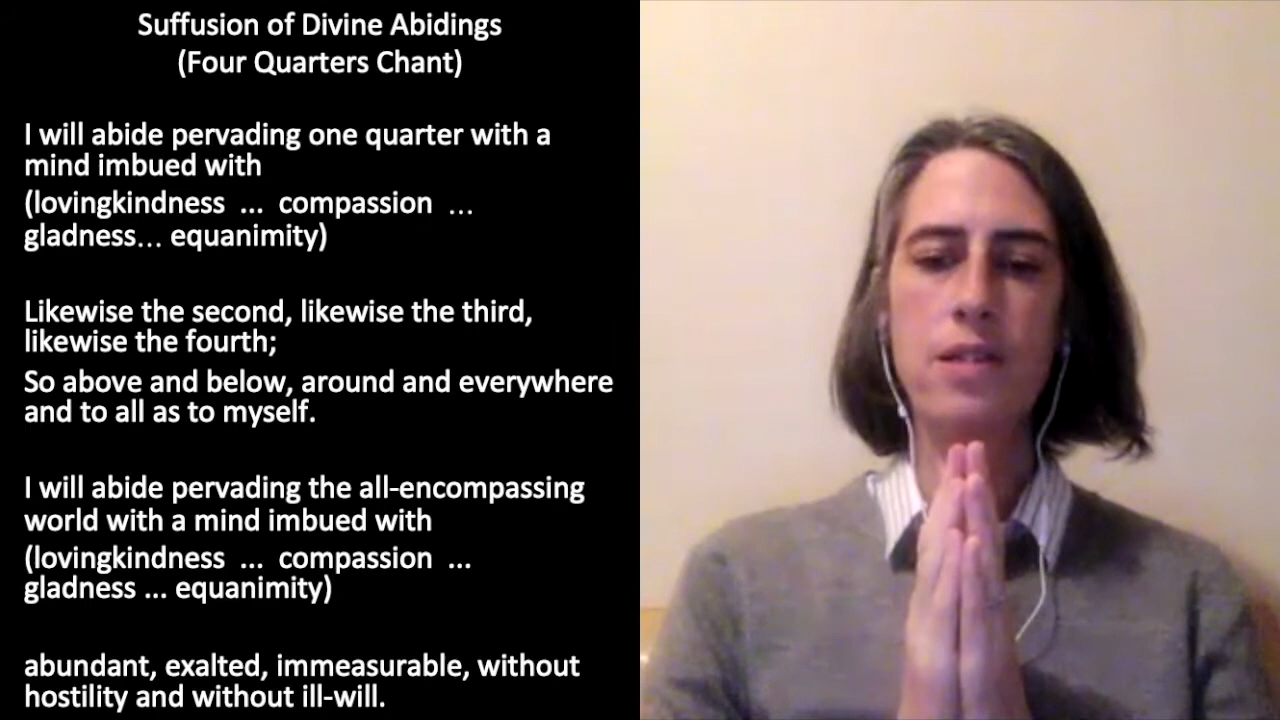 Suffusion of Divine Abidings
(Four Quarters Chant)
I will abide pervading one quarter with a
mind imbued with
(lovingkindness ... compassion ...
gladness... equanimity)
Likewise the second, likewise the third,
likewise the fourth;
So above and below, around and everywhere
and to all as to myself.
I will abide pervading the all-encompassing
world with a mind imbued with
(lovingkindness ... compassion ...
gladness ... equanimity)
abundant, exalted, immeasurable, without
hostility and without ill-will.